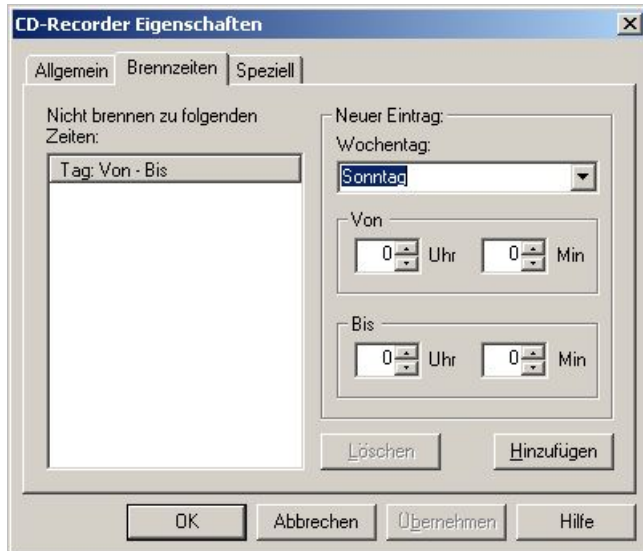 CD-Recorder Eigenschaften
Allgemein Brennzeiten Speziell
Nicht brennen zu folgenden
Zeiten:
Tag: Von - Bis
Neuer Eintrag:
Wochentag:
Sonntag
Von
0 Uhr 0 Min
Bis
0 Uhr 0 Min
Löschen Hinzufügen
OK Abbrechen Übernehmen Hilfe